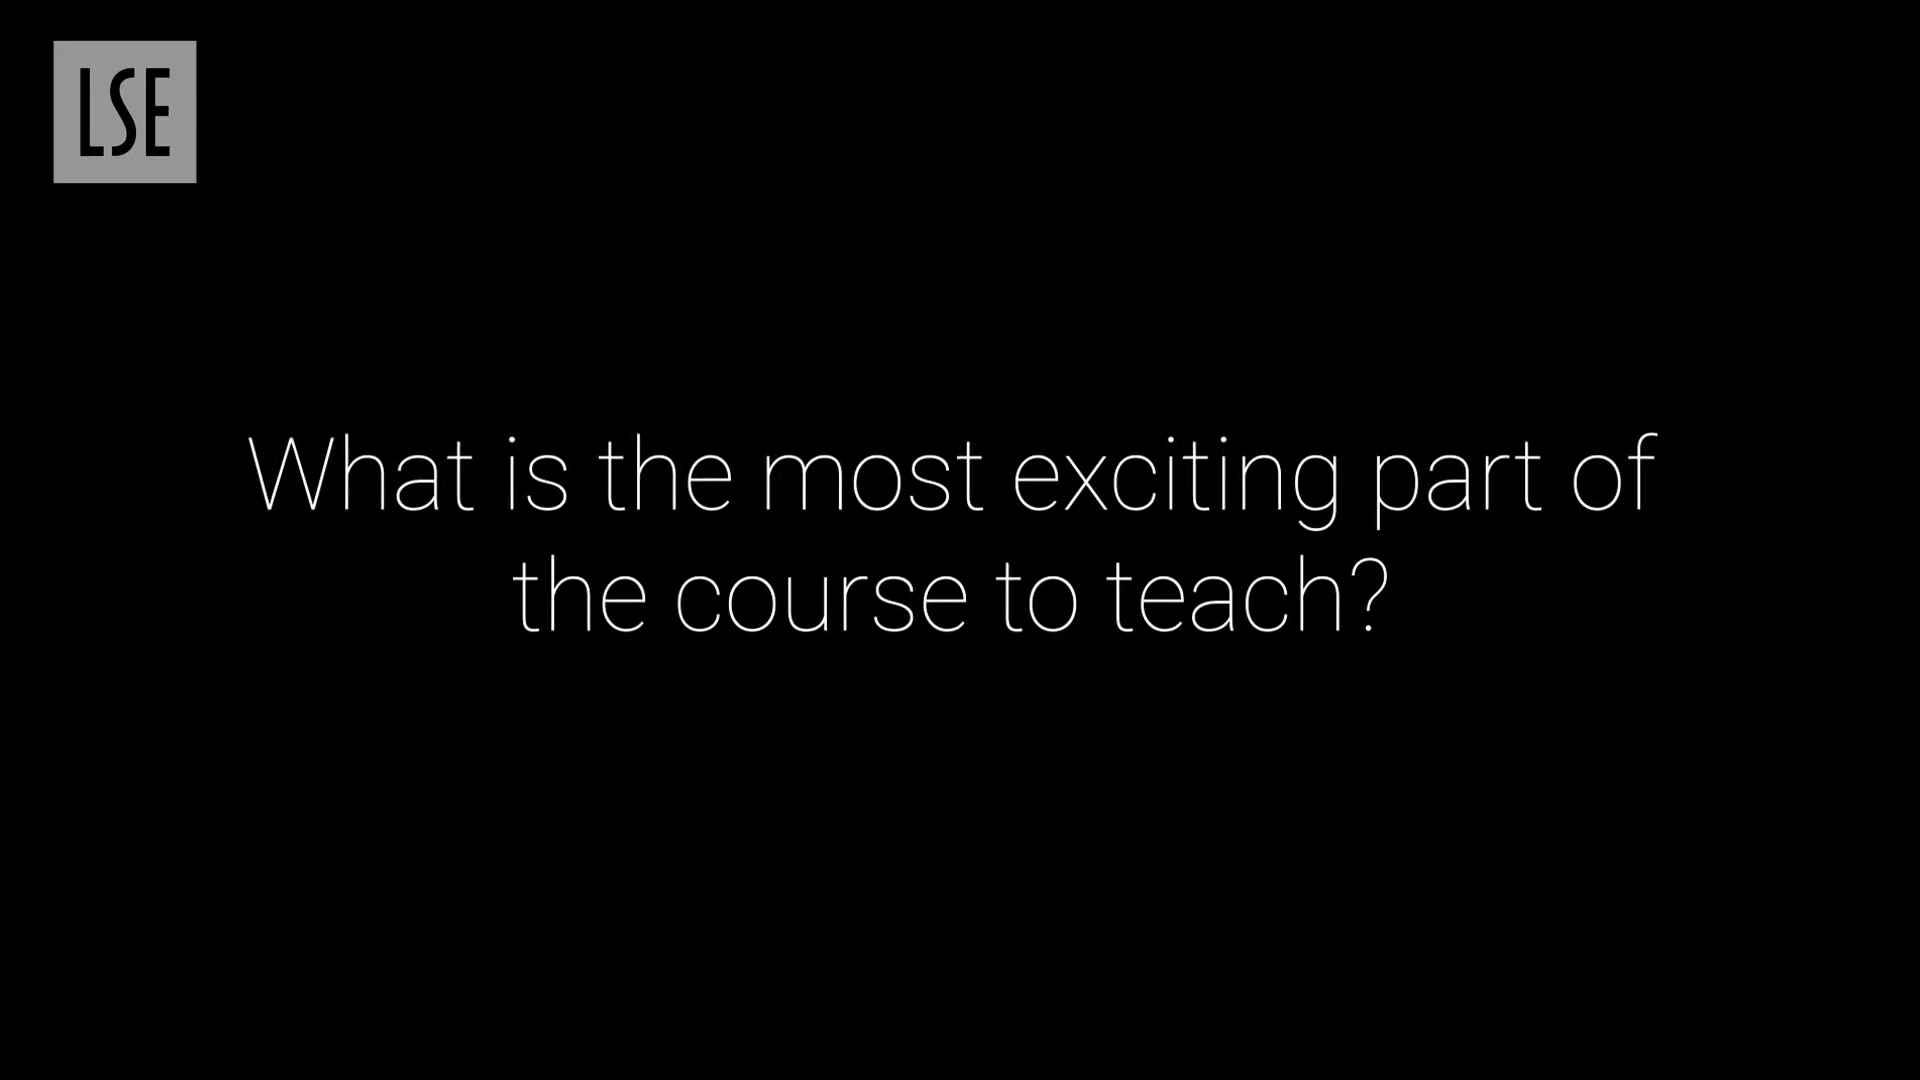 LSE
What is the most exciting part of
the course to teach?